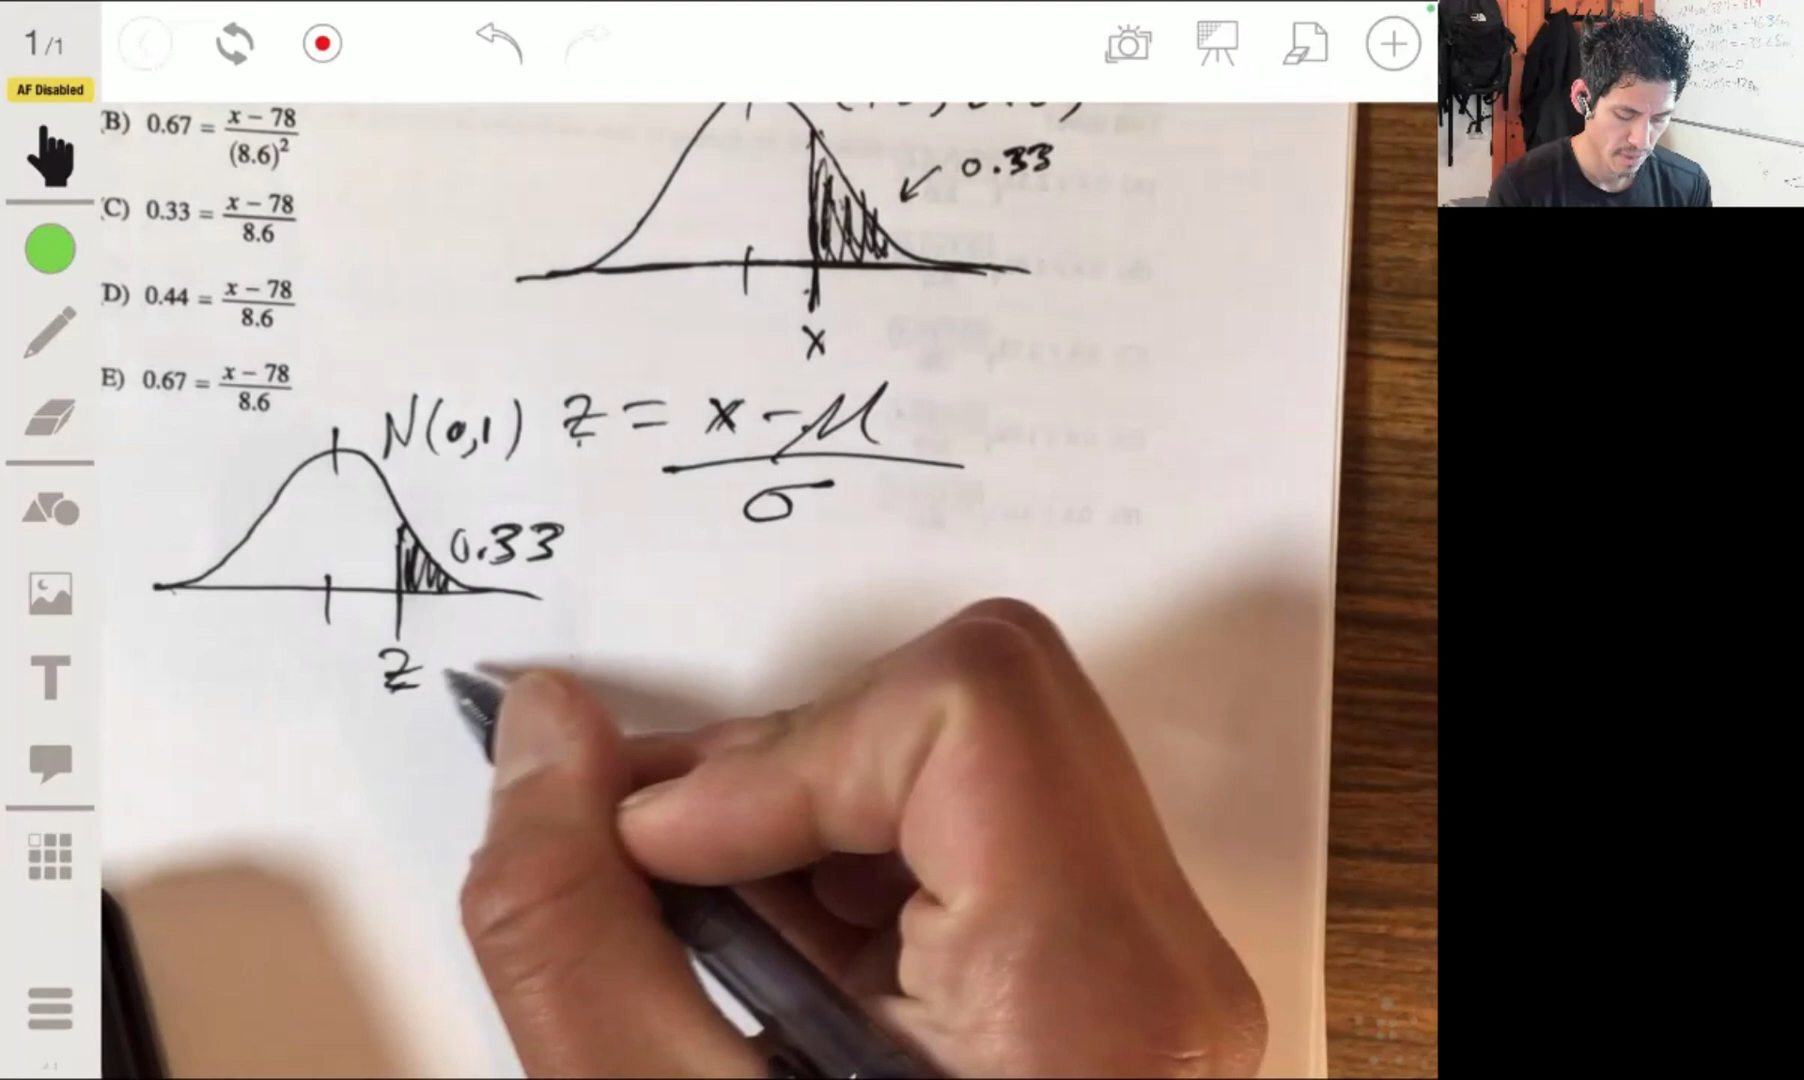 1/1
AF Disabled
B) 0.67 = x − 78 / (8.6)²
C) 0.33 = x − 78 / 8.6
D) 0.44 = x − 78 / 8.6
E) 0.67 = x − 78 / 8.6
0.33
x
N(0,1) z = x − μ / σ
0.33
z
T